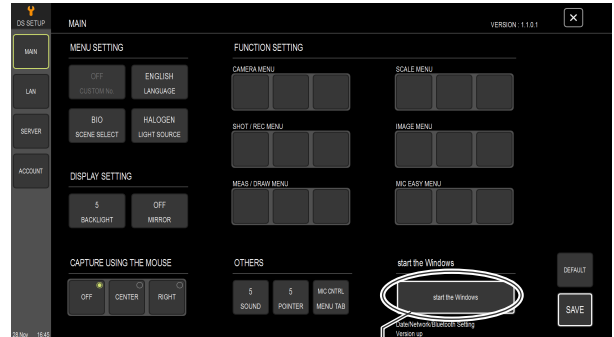 DS SETUP
MAIN
VERSION : 1.1.0.1
MAIN
LAN
SERVER
ACCOUNT
28 Nov 16:45
MENU SETTING
OFF
CUSTOM No.
ENGLISH
LANGUAGE
BIO
SCENE SELECT
HALOGEN
LIGHT SOURCE
DISPLAY SETTING
5
BACKLIGHT
OFF
MIRROR
CAPTURE USING THE MOUSE
OFF
CENTER
RIGHT
FUNCTION SETTING
CAMERA MENU
SCALE MENU
SHOT / REC MENU
IMAGE MENU
MEAS / DRAW MENU
MIC EASY MENU
OTHERS
5
SOUND
5
POINTER
MIC CNTRL
MENU TAB
start the Windows
start the Windows
Date/Network/Bluetooth Setting
Version up
DEFAULT
SAVE